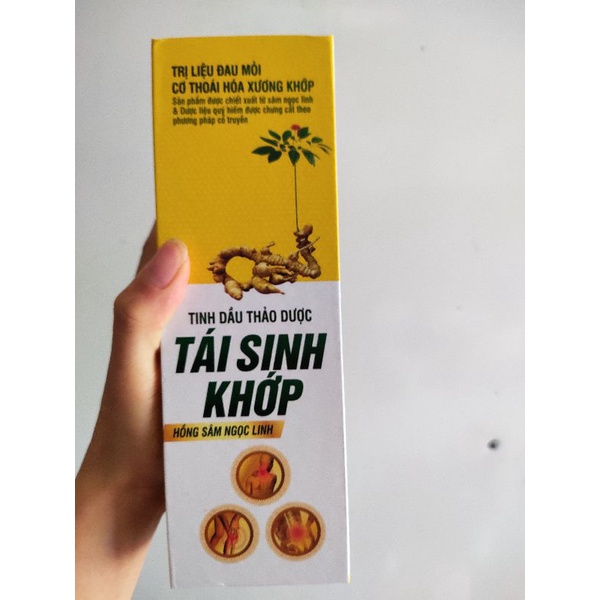 TRỊ LIỆU ĐAU MỎI
CƠ THOÁI HÓA XƯƠNG KHỚP
Sản phẩm được chiết xuất từ sâm ngọc linh
& Dược liệu quý hiếm được chưng cất theo
phương pháp cổ truyền
TINH DẦU THẢO DƯỢC
TÁI SINH
KHỚP
HỒNG SÂM NGỌC LINH